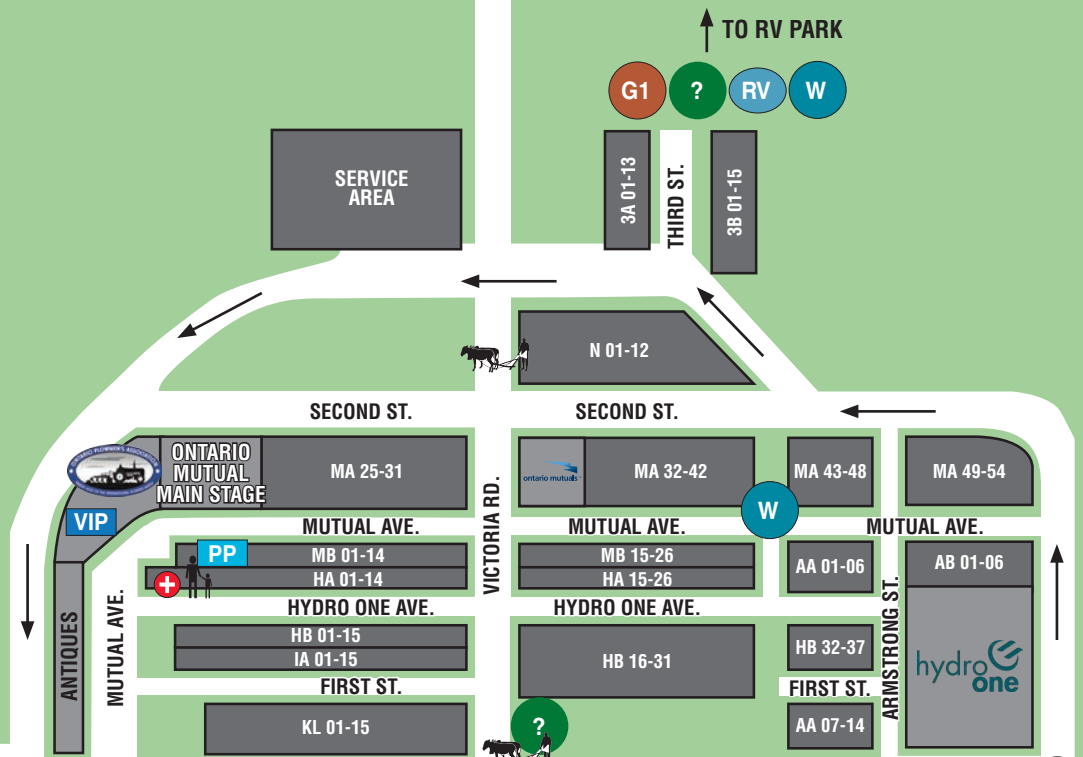 TO RV PARK
G1
?
RV
W
SERVICE
AREA
3A 01-13
THIRD ST.
3B 01-15
N 01-12
SECOND ST.
SECOND ST.
ONTARIO
MUTUAL
MAIN STAGE
MA 25-31
ontario mutuals
MA 32-42
MA 43-48
MA 49-54
VIP
W
VICTORIA RD.
MUTUAL AVE.
MUTUAL AVE.
MUTUAL AVE.
PP
MB 01-14
MB 15-26
AA 01-06
AB 01-06
HA 01-14
HA 15-26
HYDRO ONE AVE.
HYDRO ONE AVE.
ANTIQUES
MUTUAL AVE.
HB 01-15
IA 01-15
HB 16-31
HB 32-37
ARMSTRONG ST.
hydro
one
FIRST ST.
FIRST ST.
KL 01-15
?
AA 07-14